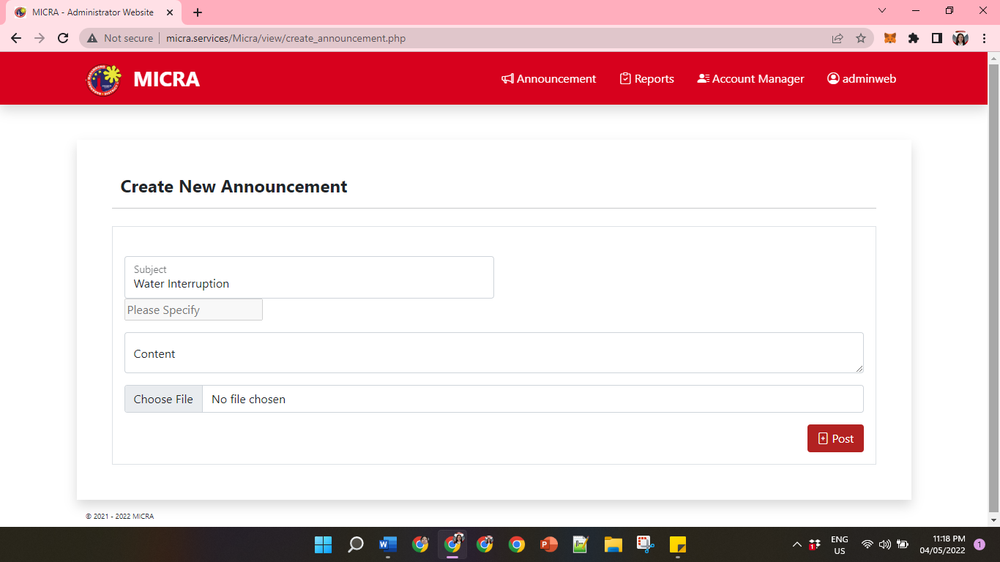 MICRA - Administrator Website
Not secure
micra.services/Micra/view/create_announcement.php
MICRA
Announcement
Reports
Account Manager
adminweb
Create New Announcement
Subject
Water Interruption
Please Specify
Content
Choose File
No file chosen
Post
© 2021 - 2022 MICRA
ENG
US
11:18 PM
04/05/2022
1